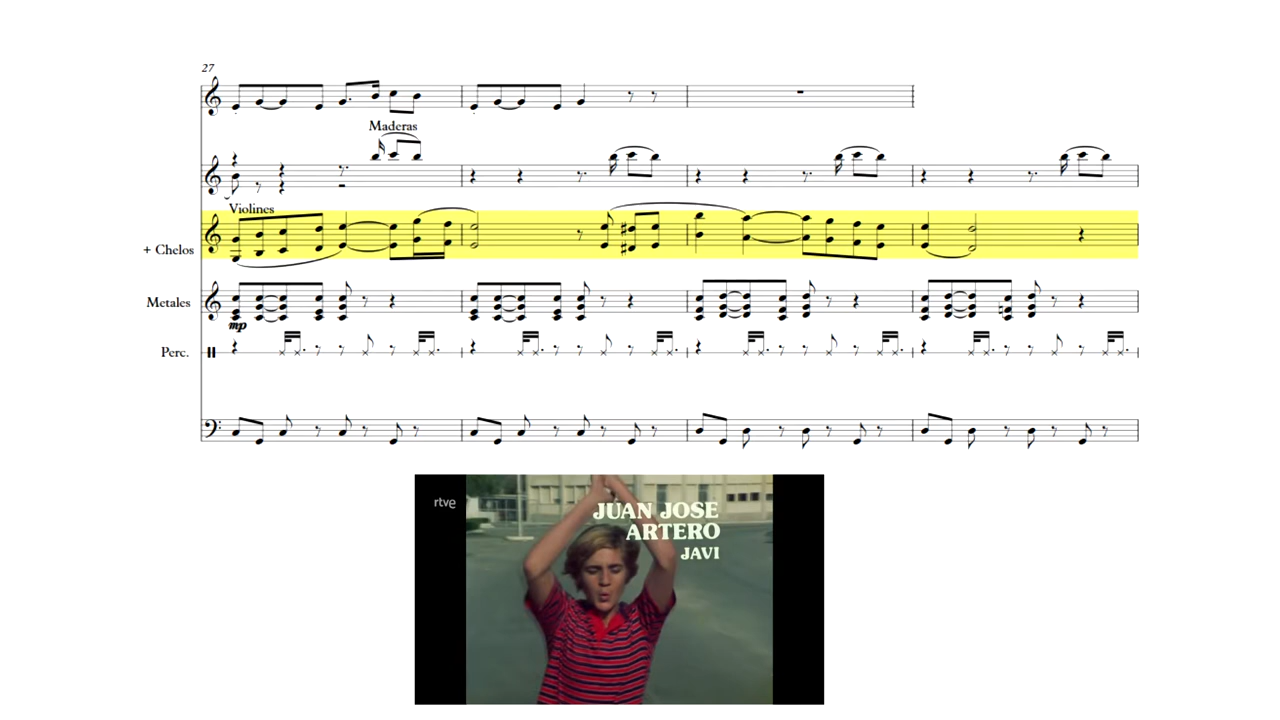 27
Maderas
Violines
+ Chelos
Metales
mp
Perc.
rtve
JUAN JOSE
ARTERO
JAVI